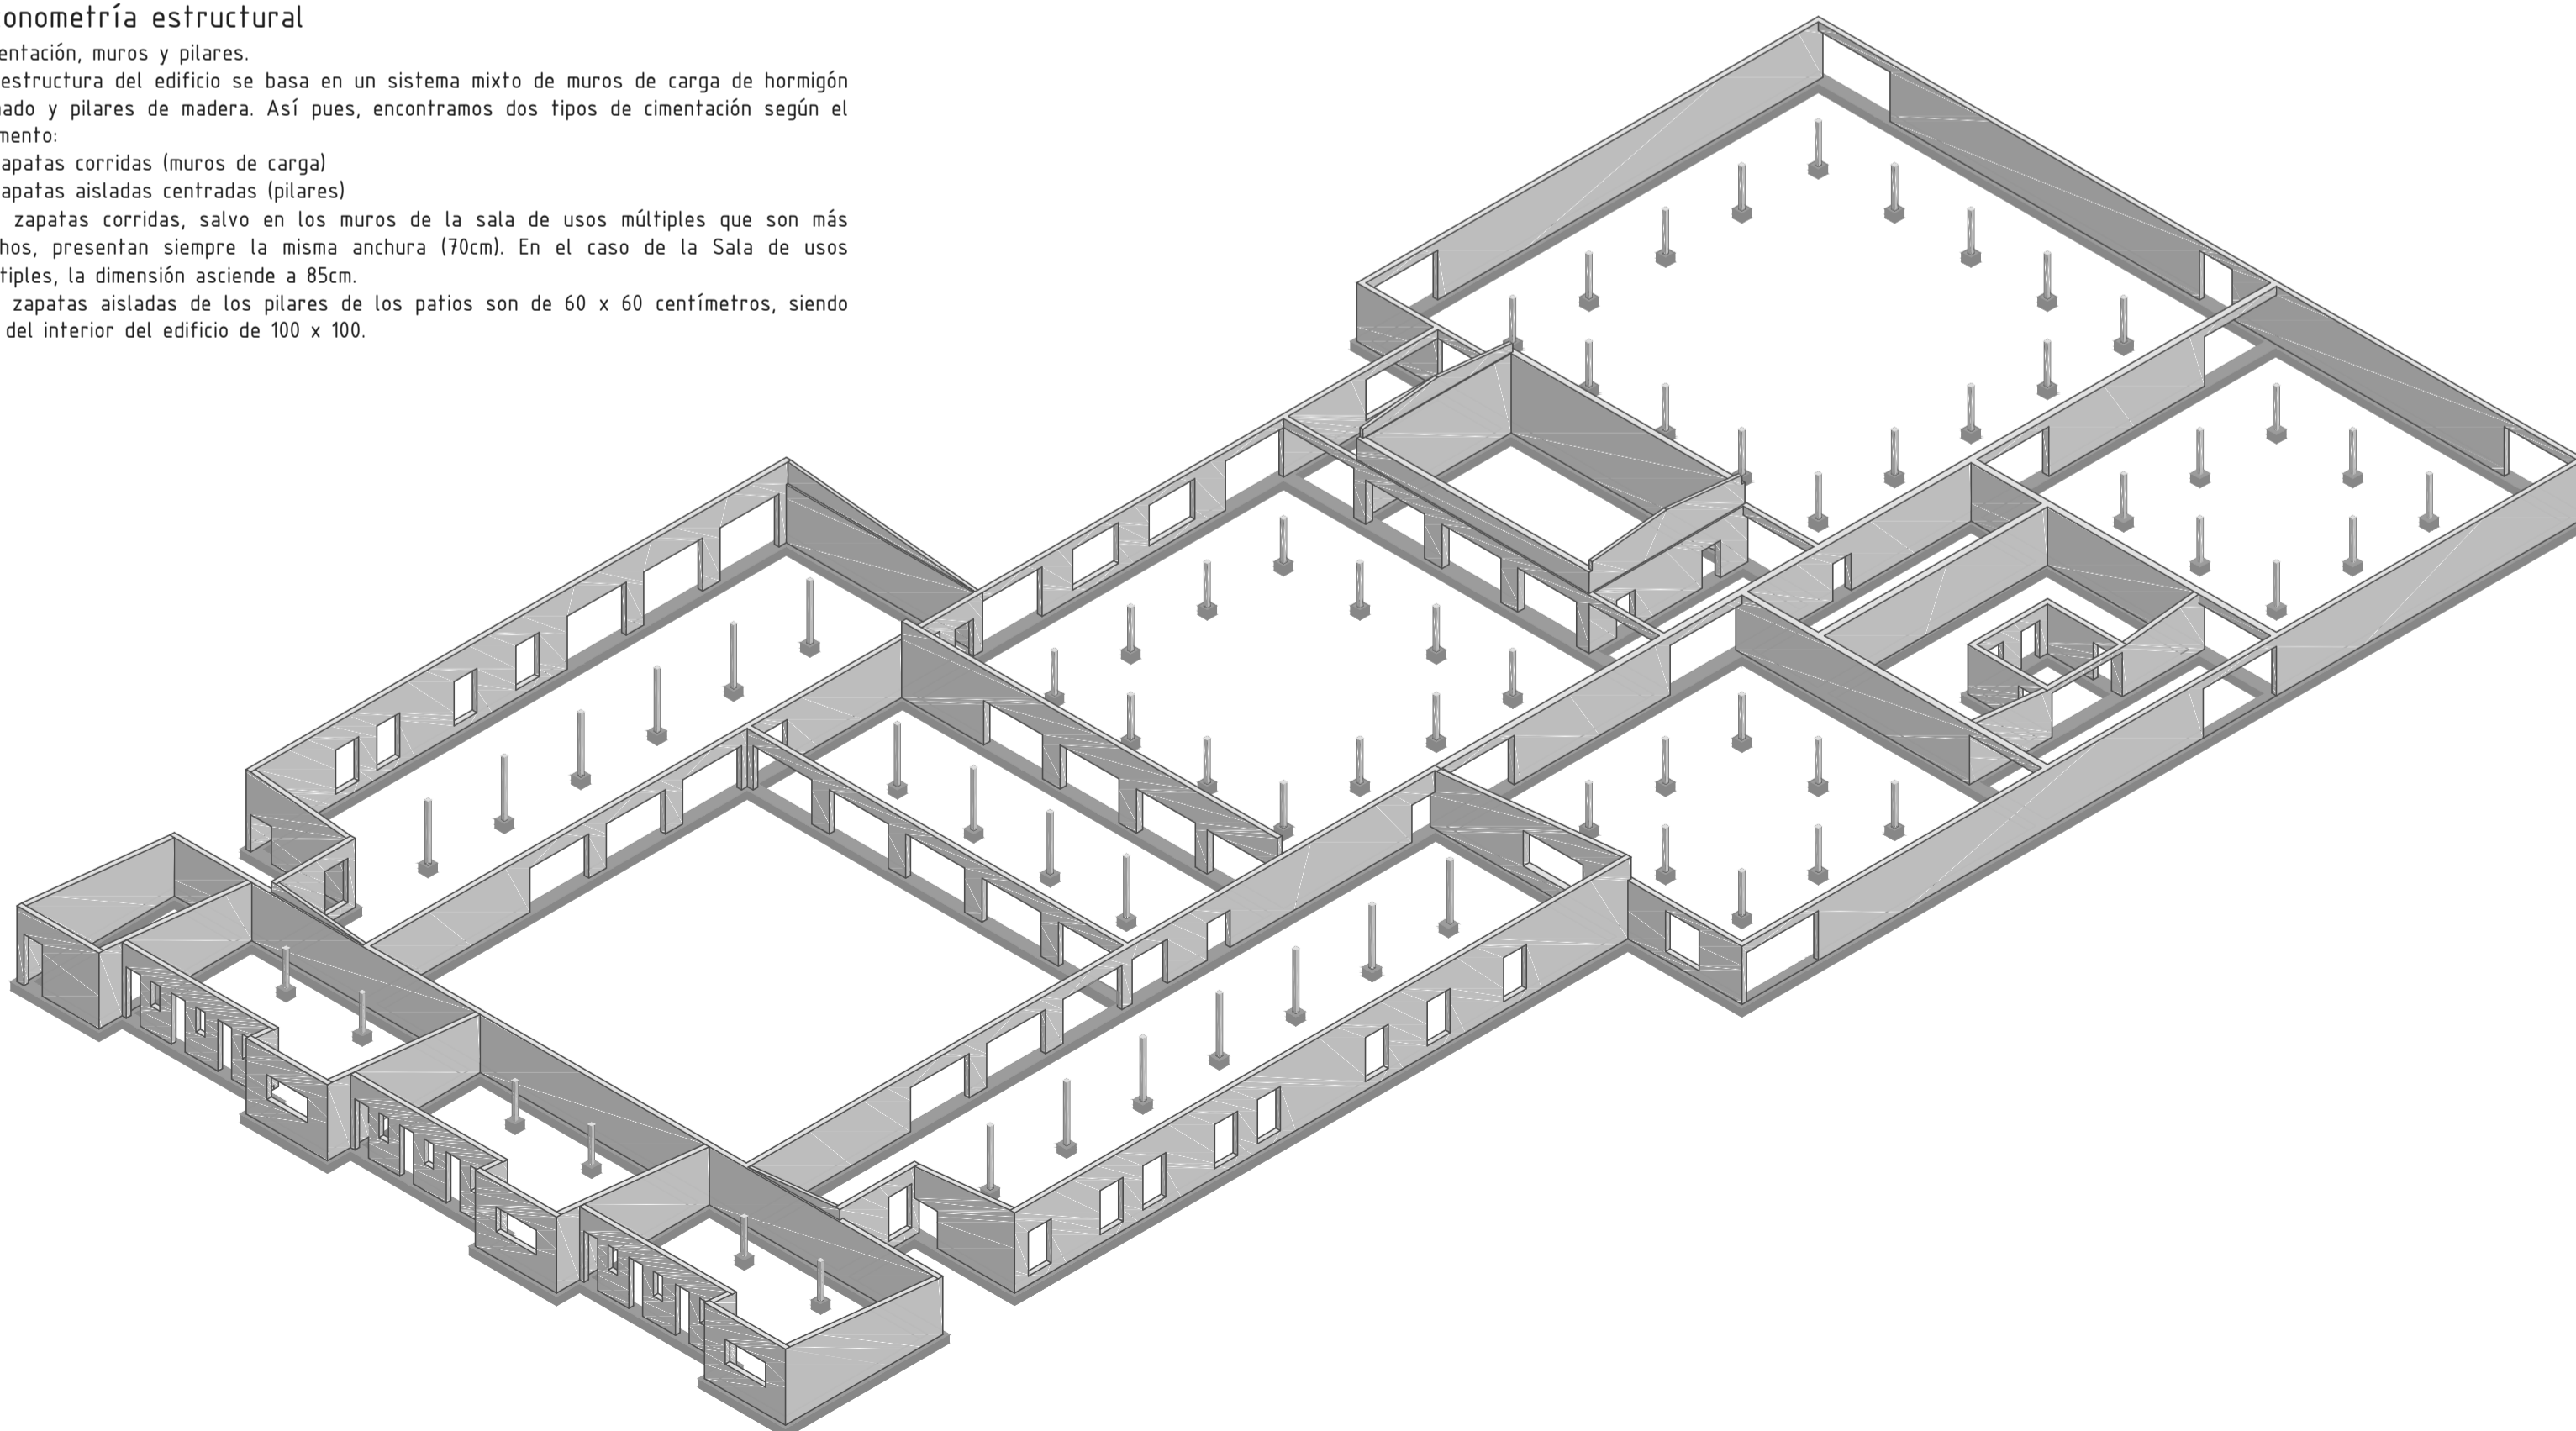 onometría estructural
entación, muros y pilares.
estructura del edificio se basa en un sistema mixto de muros de carga de hormigón
ado y pilares de madera. Así pues, encontramos dos tipos de cimentación según el
mento:
apatas corridas (muros de carga)
apatas aisladas centradas (pilares)
zapatas corridas, salvo en los muros de la sala de usos múltiples que son más
hos, presentan siempre la misma anchura (70cm). En el caso de la Sala de usos
tiples, la dimensión asciende a 85cm.
zapatas aisladas de los pilares de los patios son de 60 x 60 centímetros, siendo
del interior del edificio de 100 x 100.